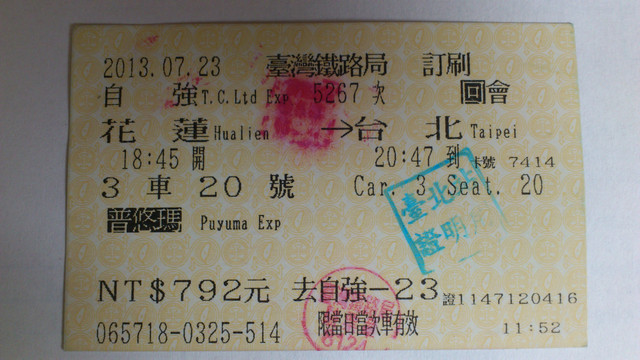 2013.07.23 臺灣鐵路局 訂刷
自強 T.C.Ltd Exp 5267 次 回會
花蓮 Hualien →台北 Taipei
18:45 開 20:47 到 卡號 7414
3 車 20 號 Car. 3 Seat. 20
普悠瑪 Puyuma Exp
臺北站
證明
NT$792元 去自強-23 證1147120416
065718-0325-514 限當日當次車有效 11:52